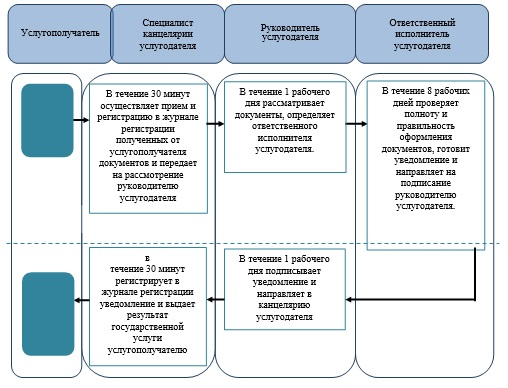 Услугополучатель
Специалист
канцелярии
услугодателя
Руководитель
услугодателя
Ответственный
исполнитель
услугодателя
В течение 30 минут
осуществляет прием и
регистрацию в журнале
регистрации
полученных от
услугополучателя
документов и передает
на рассмотрение
руководителю
услугодателя
В течение 1 рабочего
дня рассматривает
документы, определяет
ответственного
исполнителя
услугодателя.
В течение 8 рабочих
дней проверяет
полноту и
правильность
оформления
документов, готовит
уведомление и
направляет на
подписание
руководителю
услугодателя.
в
течение 30 минут
регистрирует в
журнале регистрации
уведомление и выдает
результат
государственной
услуги
услугополучателю
В течение 1 рабочего
дня подписывает
уведомление и
направляет в
канцелярию
услугодателя